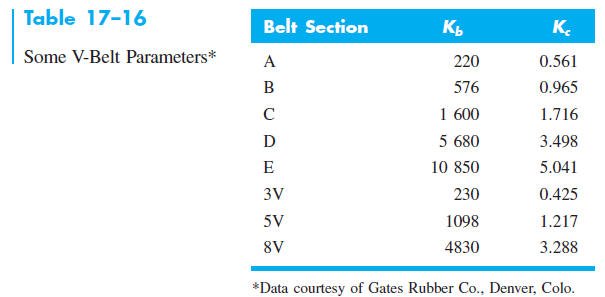 Table 17–16
Some V-Belt Parameters*
Belt Section Kb Kc
A 220 0.561
B 576 0.965
C 1 600 1.716
D 5 680 3.498
E 10 850 5.041
3V 230 0.425
5V 1098 1.217
8V 4830 3.288
*Data courtesy of Gates Rubber Co., Denver, Colo.